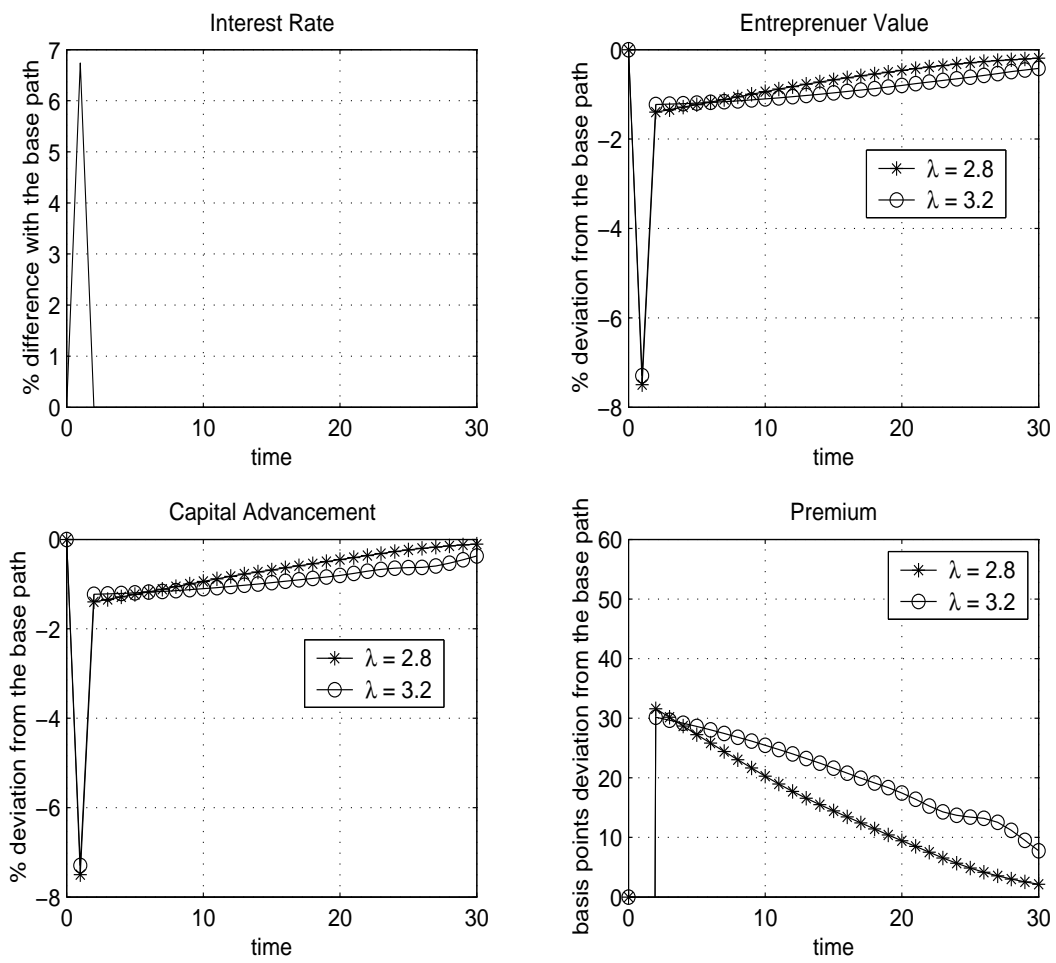 Interest Rate
% difference with the base path
7
6
5
4
3
2
1
0
0 10 20 30
time
Entreprenuer Value
% deviation from the base path
0
−2
−4
−6
−8
λ = 2.8
λ = 3.2
0 10 20 30
time
Capital Advancement
% deviation from the base path
0
−2
−4
−6
−8
λ = 2.8
λ = 3.2
0 10 20 30
time
Premium
basis points deviation from the base path
60
50
40
30
20
10
0
λ = 2.8
λ = 3.2
0 10 20 30
time